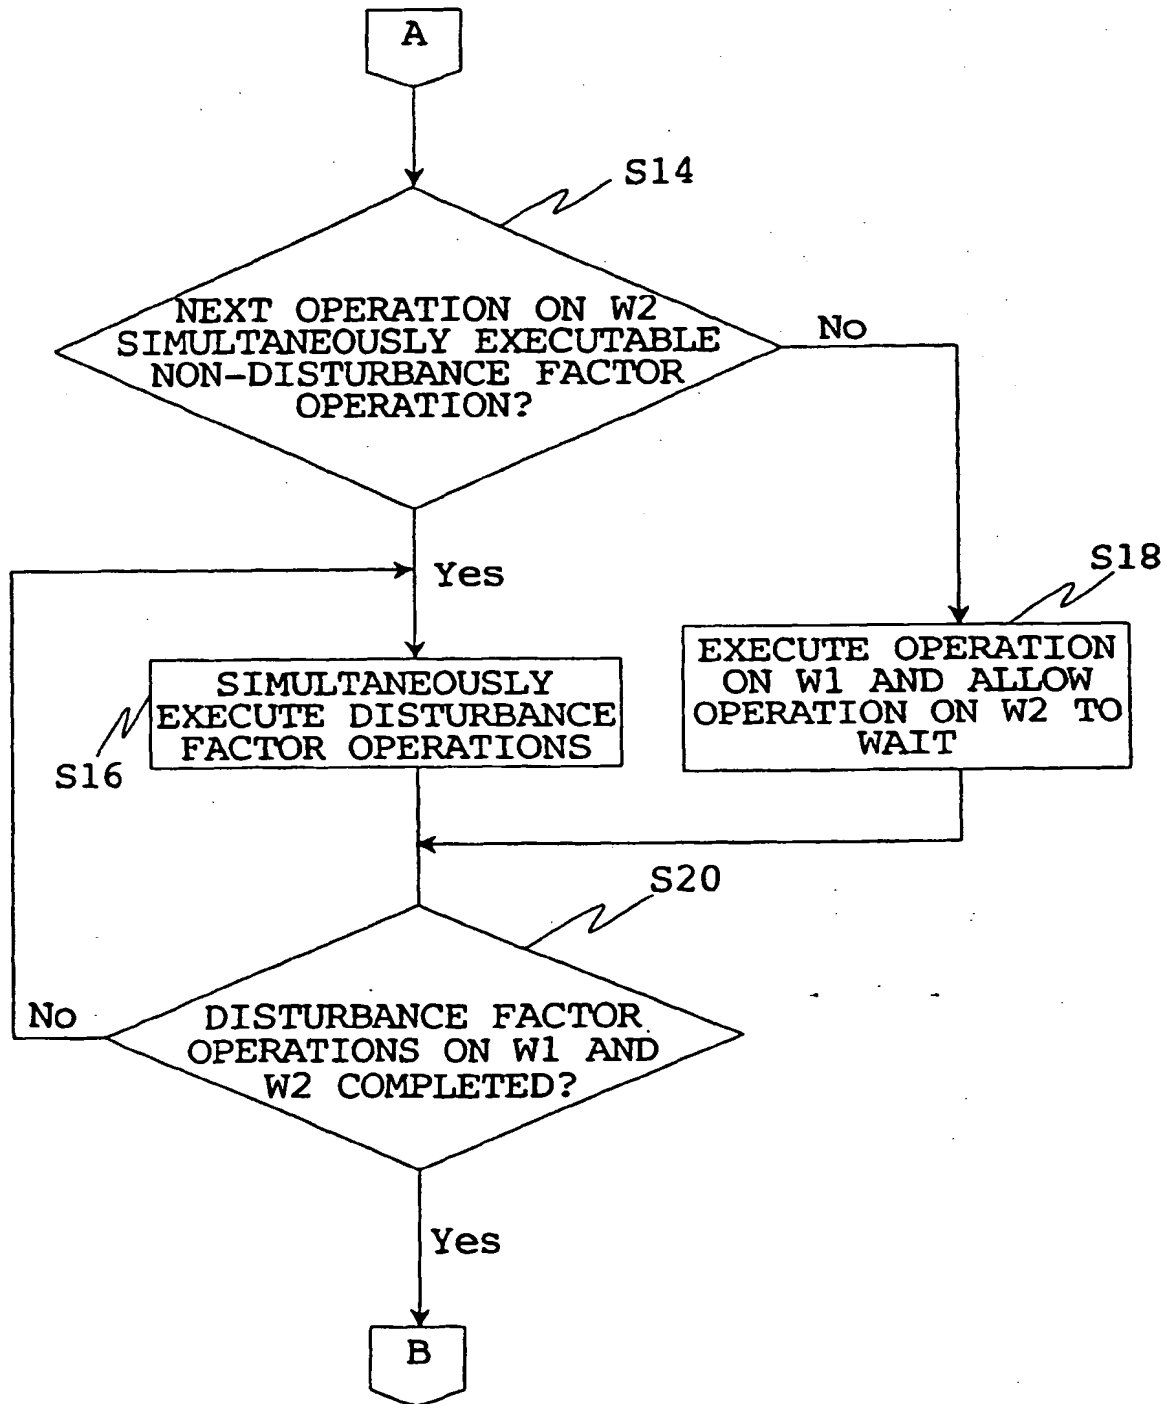 A
S14
NEXT OPERATION ON W2
SIMULTANEOUSLY EXECUTABLE
NON-DISTURBANCE FACTOR
OPERATION?
No
Yes
S18
EXECUTE OPERATION
ON W1 AND ALLOW
OPERATION ON W2 TO
WAIT
SIMULTANEOUSLY
EXECUTE DISTURBANCE
FACTOR OPERATIONS
S16
S20
No
DISTURBANCE FACTOR
OPERATIONS ON W1 AND
W2 COMPLETED?
Yes
B